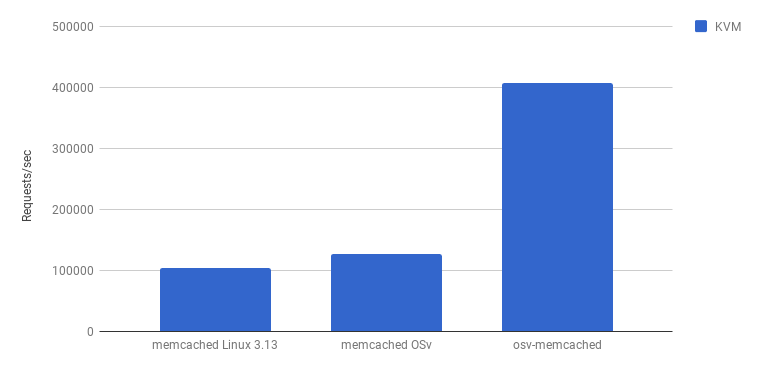 500000
KVM
400000
300000
200000
100000
0
Requests/sec
memcached Linux 3.13
memcached OSv
osv-memcached